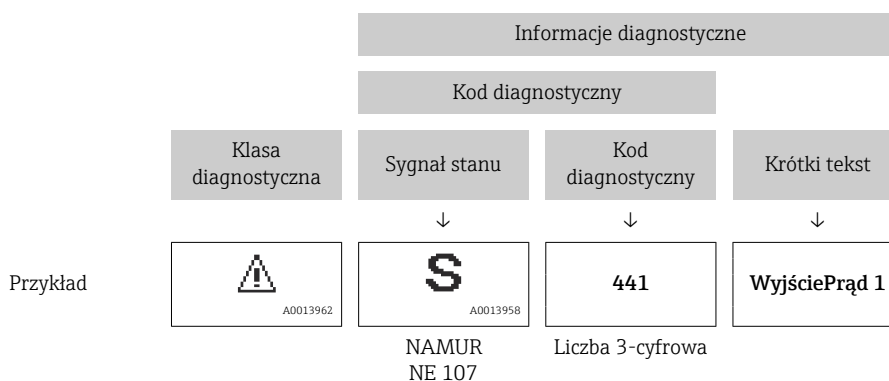 Informacje diagnostyczne
Kod diagnostyczny
Klasa
diagnostyczna
Sygnał stanu
Kod
diagnostyczny
Krótki tekst
↓ ↓ ↓
Przykład
A0013962
S
A0013958
441
WyjściePrąd 1
NAMUR
NE 107
Liczba 3-cyfrowa